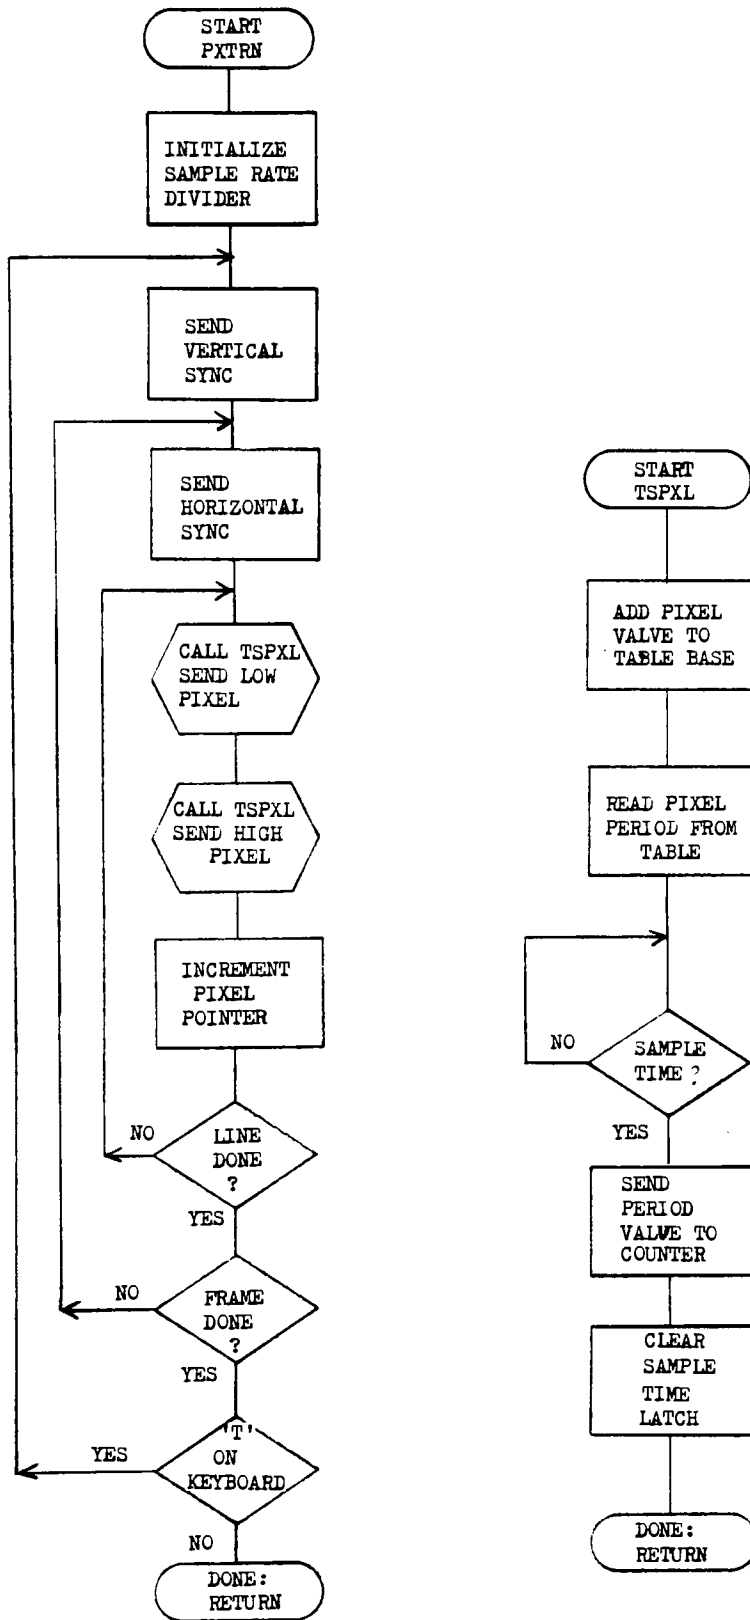 START
PXTRN
INITIALIZE
SAMPLE RATE
DIVIDER
SEND
VERTICAL
SYNC
SEND
HORIZONTAL
SYNC
CALL TSPXL
SEND LOW
PIXEL
CALL TSPXL
SEND HIGH
PIXEL
INCREMENT
PIXEL
POINTER
NO
LINE
DONE
?
YES
NO
FRAME
DONE
?
YES
YES
'T'
ON
KEYBOARD
NO
DONE:
RETURN
START
TSPXL
ADD PIXEL
VALVE TO
TABLE BASE
READ PIXEL
PERIOD FROM
TABLE
NO
SAMPLE
TIME?
YES
SEND
PERIOD
VALUE TO
COUNTER
CLEAR
SAMPLE
TIME
LATCH
DONE:
RETURN